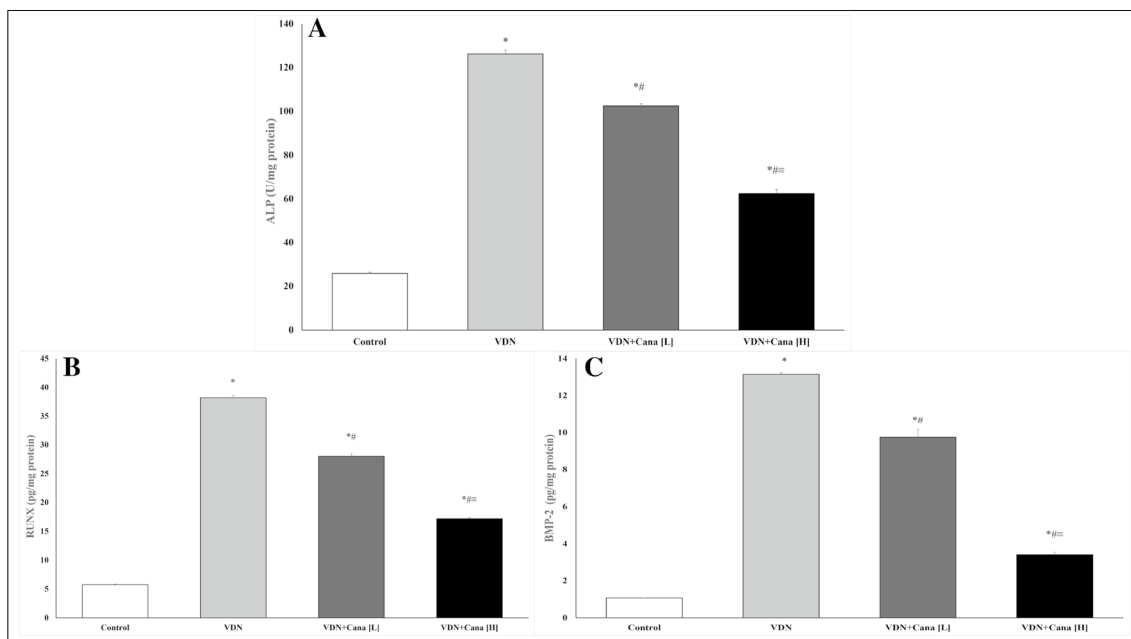 A
ALP (U/mg protein)
140
120
100
80
60
40
20
0
*
*#
*#=
Control
VDN
VDN+Cana [L]
VDN+Cana [H]
B
RUNX (pg/mg protein)
45
40
35
30
25
20
15
10
5
0
*
*#
*#=
Control
VDN
VDN+Cana [L]
VDN+Cana [H]
C
BMP-2 (pg/mg protein)
14
12
10
8
6
4
2
0
*
*#
*#=
Control
VDN
VDN+Cana [L]
VDN+Cana [H]